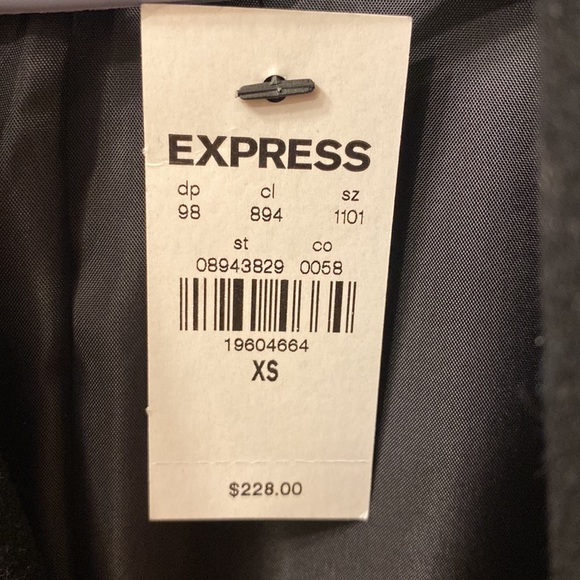 EXPRESS
dp cl sz
98 894 1101
st co
08943829 0058
19604664
XS
$228.00